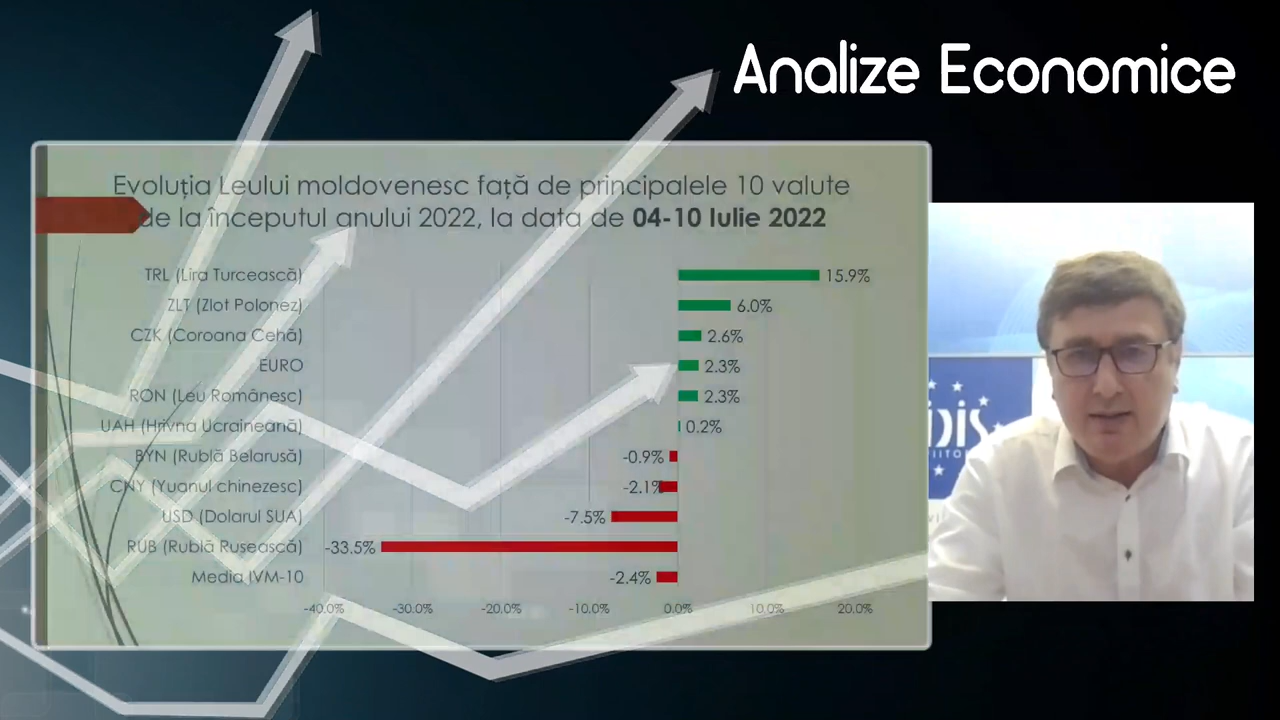 Analize Economice
Evoluția Leului moldovenesc față de principalele 10 valute
de la începutul anului 2022, la data de 04-10 Iulie 2022
TRL (Lira Turcească) 15.9%
ZLT (Zlot Polonez) 6.0%
CZK (Coroana Cehă) 2.6%
EURO 2.3%
RON (Leu Românesc) 2.3%
UAH (Hrivna Ucraineană) 0.2%
BYN (Rublă Belarusă) -0.9%
CNY (Yuanul chinezesc) -2.1%
USD (Dolarul SUA) -7.5%
RUB (Rublă Rusească) -33.5%
Media IVM-10 -2.4%
-40.0% -30.0% -20.0% -10.0% 0.0% 10.0% 20.0%